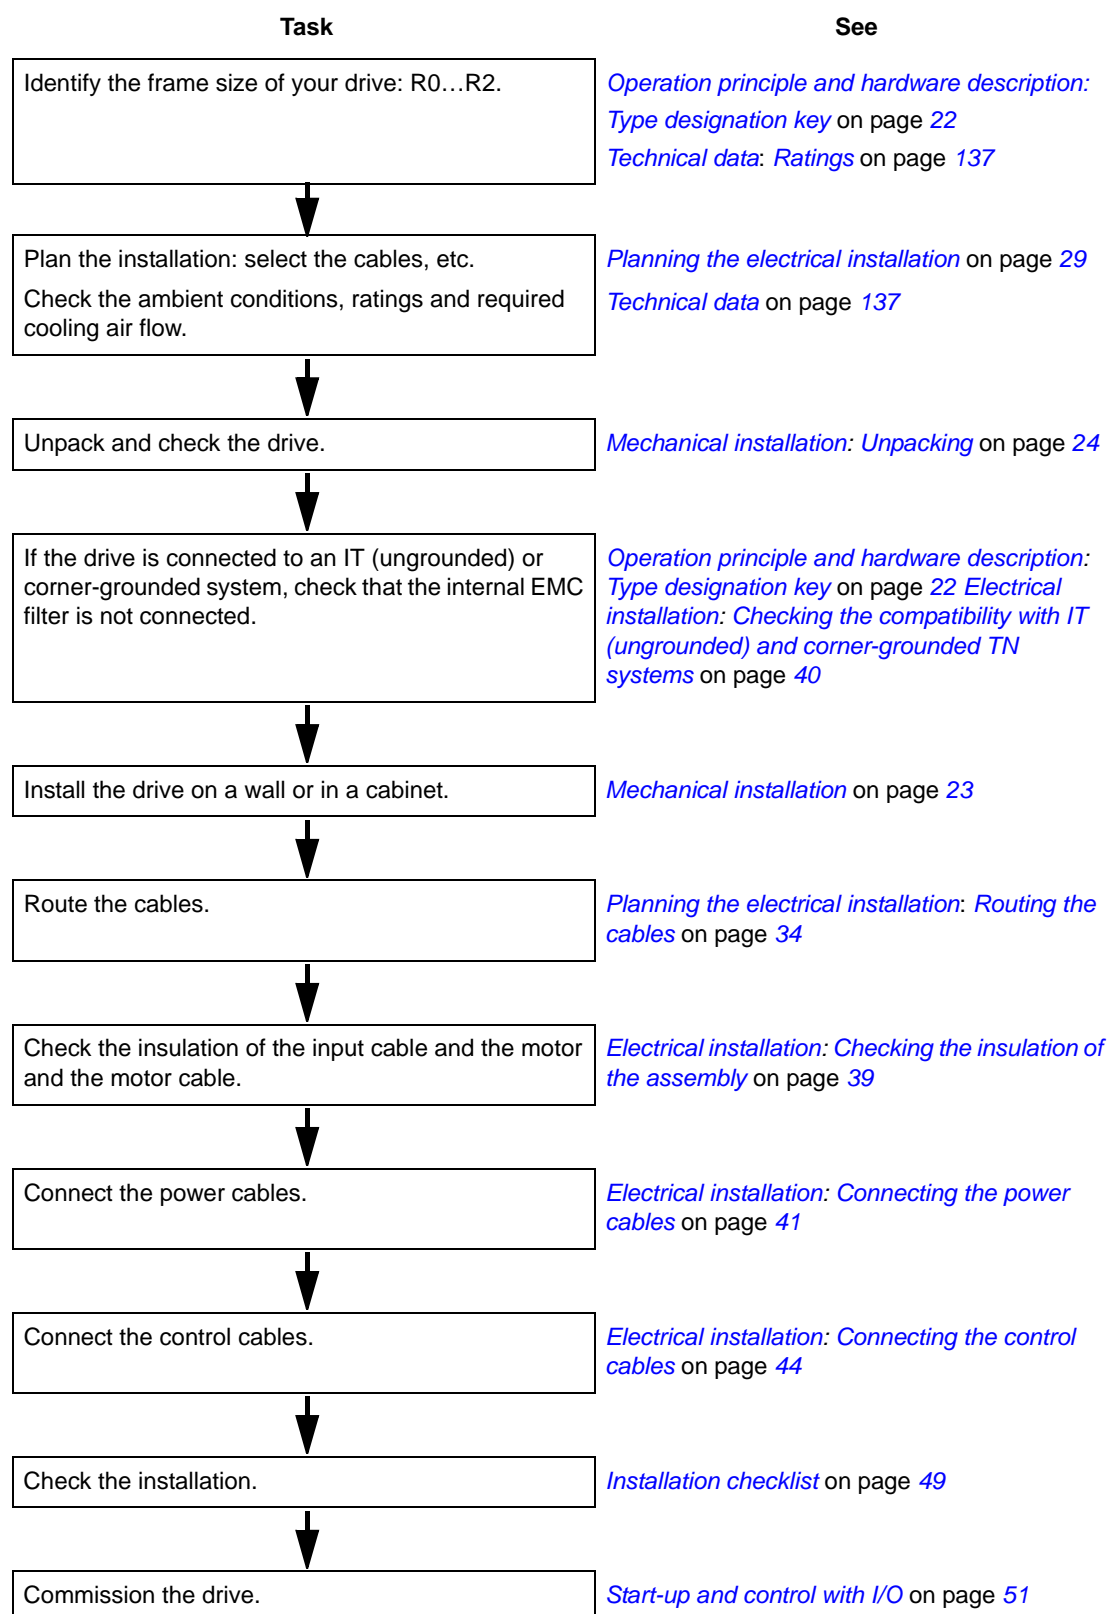 Task
See
Identify the frame size of your drive: R0…R2.
Operation principle and hardware description:
Type designation key on page 22
Technical data: Ratings on page 137
Plan the installation: select the cables, etc.
Check the ambient conditions, ratings and required
cooling air flow.
Planning the electrical installation on page 29
Technical data on page 137
Unpack and check the drive.
Mechanical installation: Unpacking on page 24
If the drive is connected to an IT (ungrounded) or
corner-grounded system, check that the internal EMC
filter is not connected.
Operation principle and hardware description:
Type designation key on page 22 Electrical
installation: Checking the compatibility with IT
(ungrounded) and corner-grounded TN
systems on page 40
Install the drive on a wall or in a cabinet.
Mechanical installation on page 23
Route the cables.
Planning the electrical installation: Routing the
cables on page 34
Check the insulation of the input cable and the motor
and the motor cable.
Electrical installation: Checking the insulation of
the assembly on page 39
Connect the power cables.
Electrical installation: Connecting the power
cables on page 41
Connect the control cables.
Electrical installation: Connecting the control
cables on page 44
Check the installation.
Installation checklist on page 49
Commission the drive.
Start-up and control with I/O on page 51